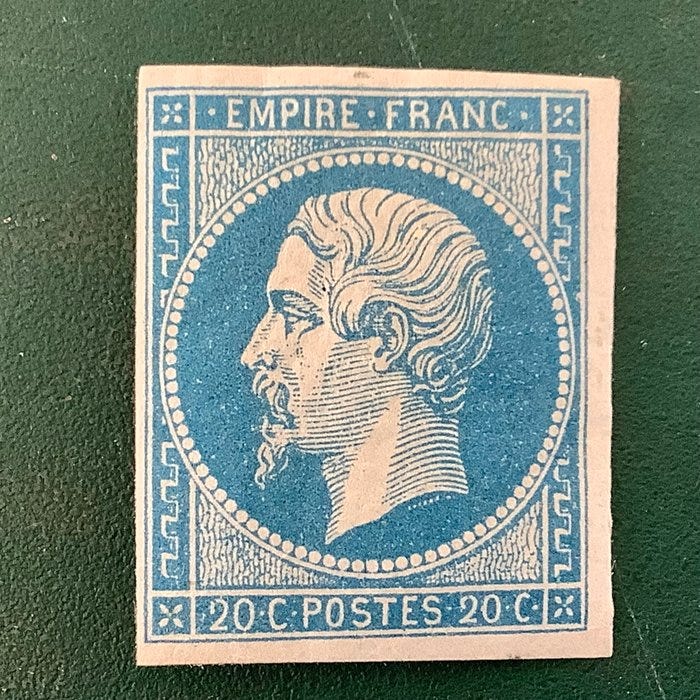 · EMPIRE · FRANC ·
20 · C · POSTES · 20 · C ·